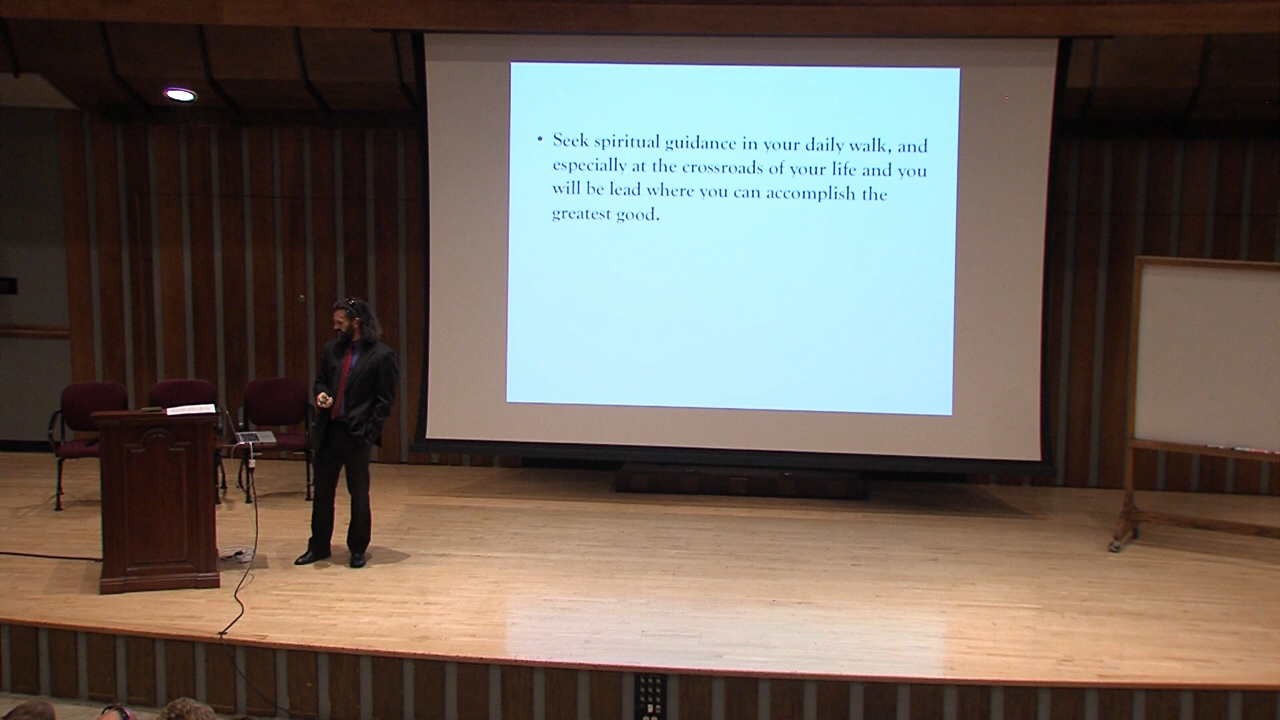 • Seek spiritual guidance in your daily walk, and
especially at the crossroads of your life and you
will be lead where you can accomplish the
greatest good.